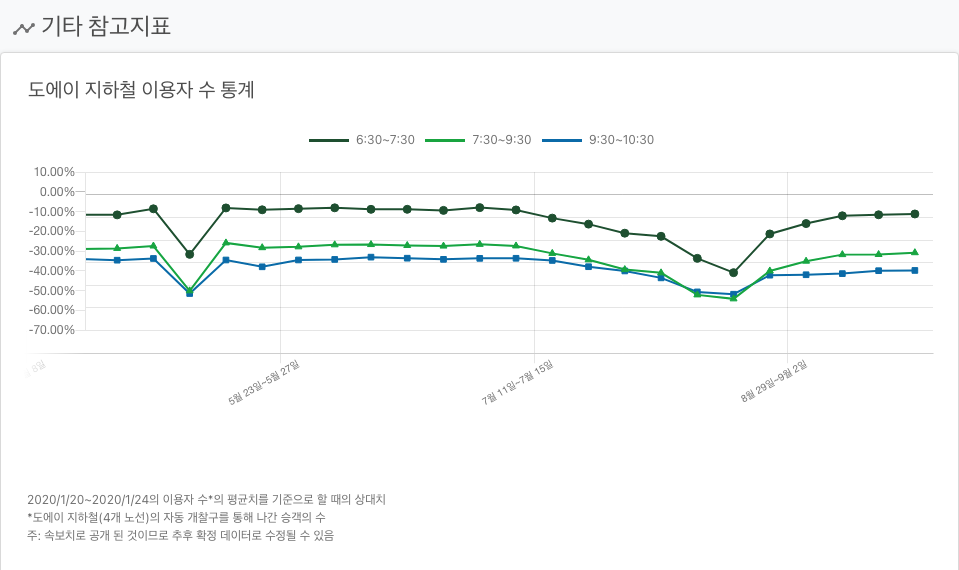 기타 참고지표
도에이 지하철 이용자 수 통계
6:30~7:30 7:30~9:30 9:30~10:30
10.00%
0.00%
-10.00%
-20.00%
-30.00%
-40.00%
-50.00%
-60.00%
-70.00%
8일
5월 23일~5월 27일
7월 11일~7월 15일
8월 29일~9월 2일
2020/1/20~2020/1/24의 이용자 수*의 평균치를 기준으로 할 때의 상대치
*도에이 지하철(4개 노선)의 자동 개찰구를 통해 나간 승객의 수
주: 속보치로 공개 된 것이므로 추후 확정 데이터로 수정될 수 있음